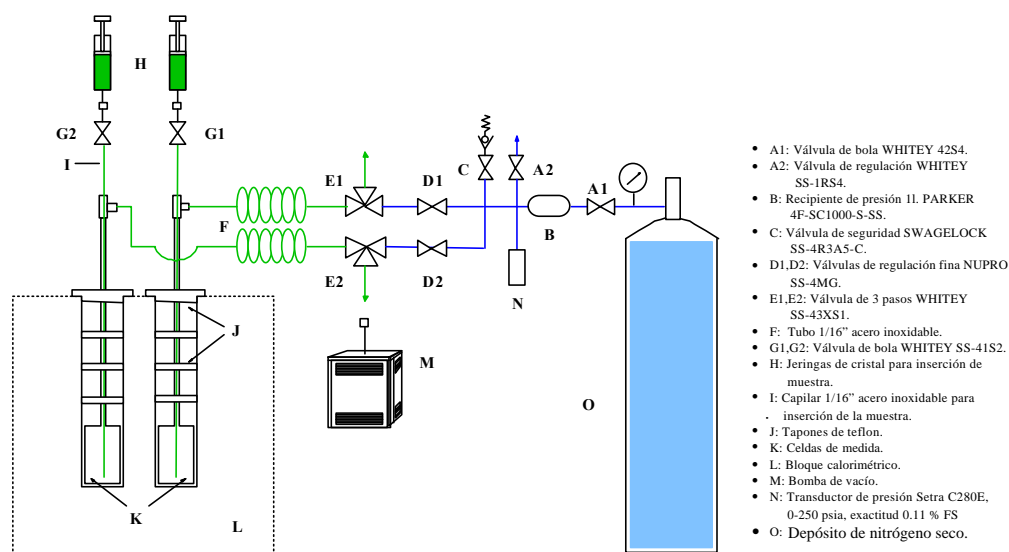 H
G2
G1
I
E1
D1
C
A2
A1
F
B
E2
D2
N
J
M
O
K
L
• A1: Válvula de bola WHITEY 42S4.
• A2: Válvula de regulación WHITEY
SS-1RS4.
• B: Recipiente de presión 1l. PARKER
4F-SC1000-S-SS.
• C: Válvula de seguridad SWAGELOCK
SS-4R3A5-C.
• D1,D2: Válvulas de regulación fina NUPRO
SS-4MG.
• E1,E2: Válvula de 3 pasos WHITEY
SS-43XS1.
• F: Tubo 1/16” acero inoxidable.
• G1,G2: Válvula de bola WHITEY SS-41S2.
• H: Jeringas de cristal para inserción de
muestra.
• I: Capilar 1/16” acero inoxidable para
. inserción de la muestra.
• J: Tapones de teflon.
• K: Celdas de medida.
• L: Bloque calorimétrico.
• M: Bomba de vacío.
• N: Transductor de presión Setra C280E,
0-250 psia, exactitud 0.11 % FS
• O: Depósito de nitrógeno seco.